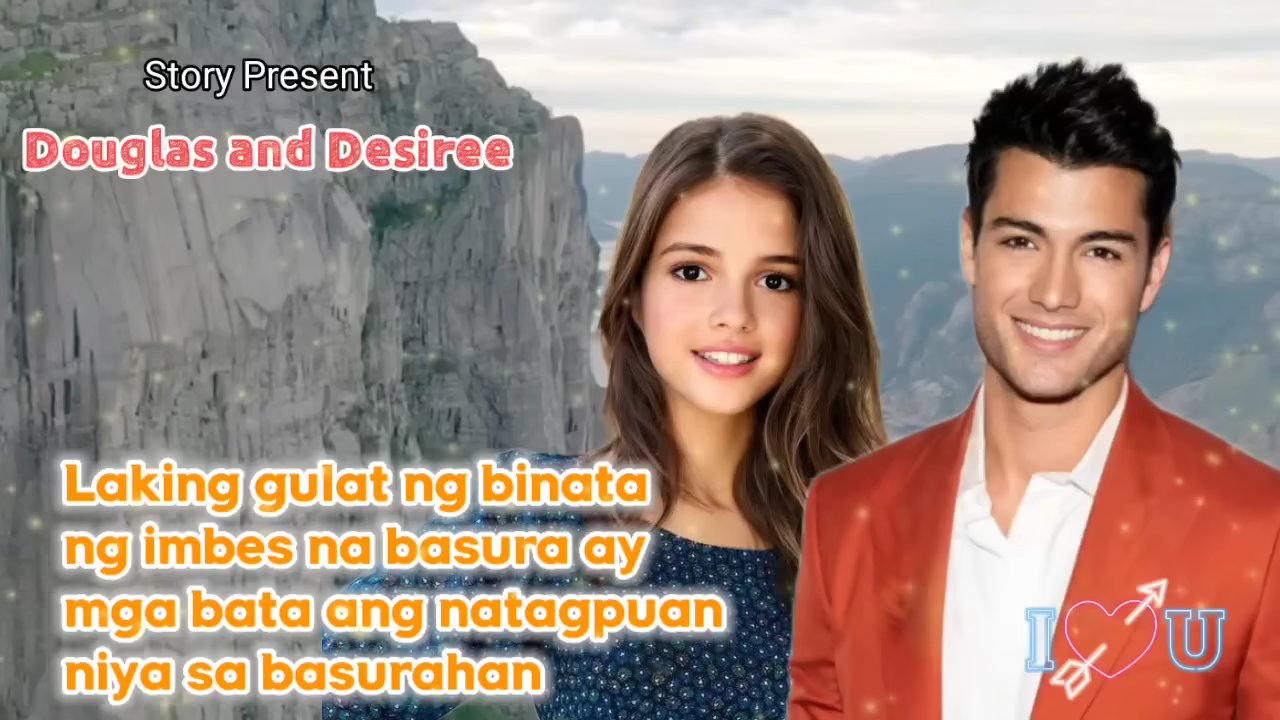 Story Present
Douglas and Desiree
Laking gulat ng binata
ng imbes na basura ay
mga bata ang natagpuan
niya sa basurahan
I U